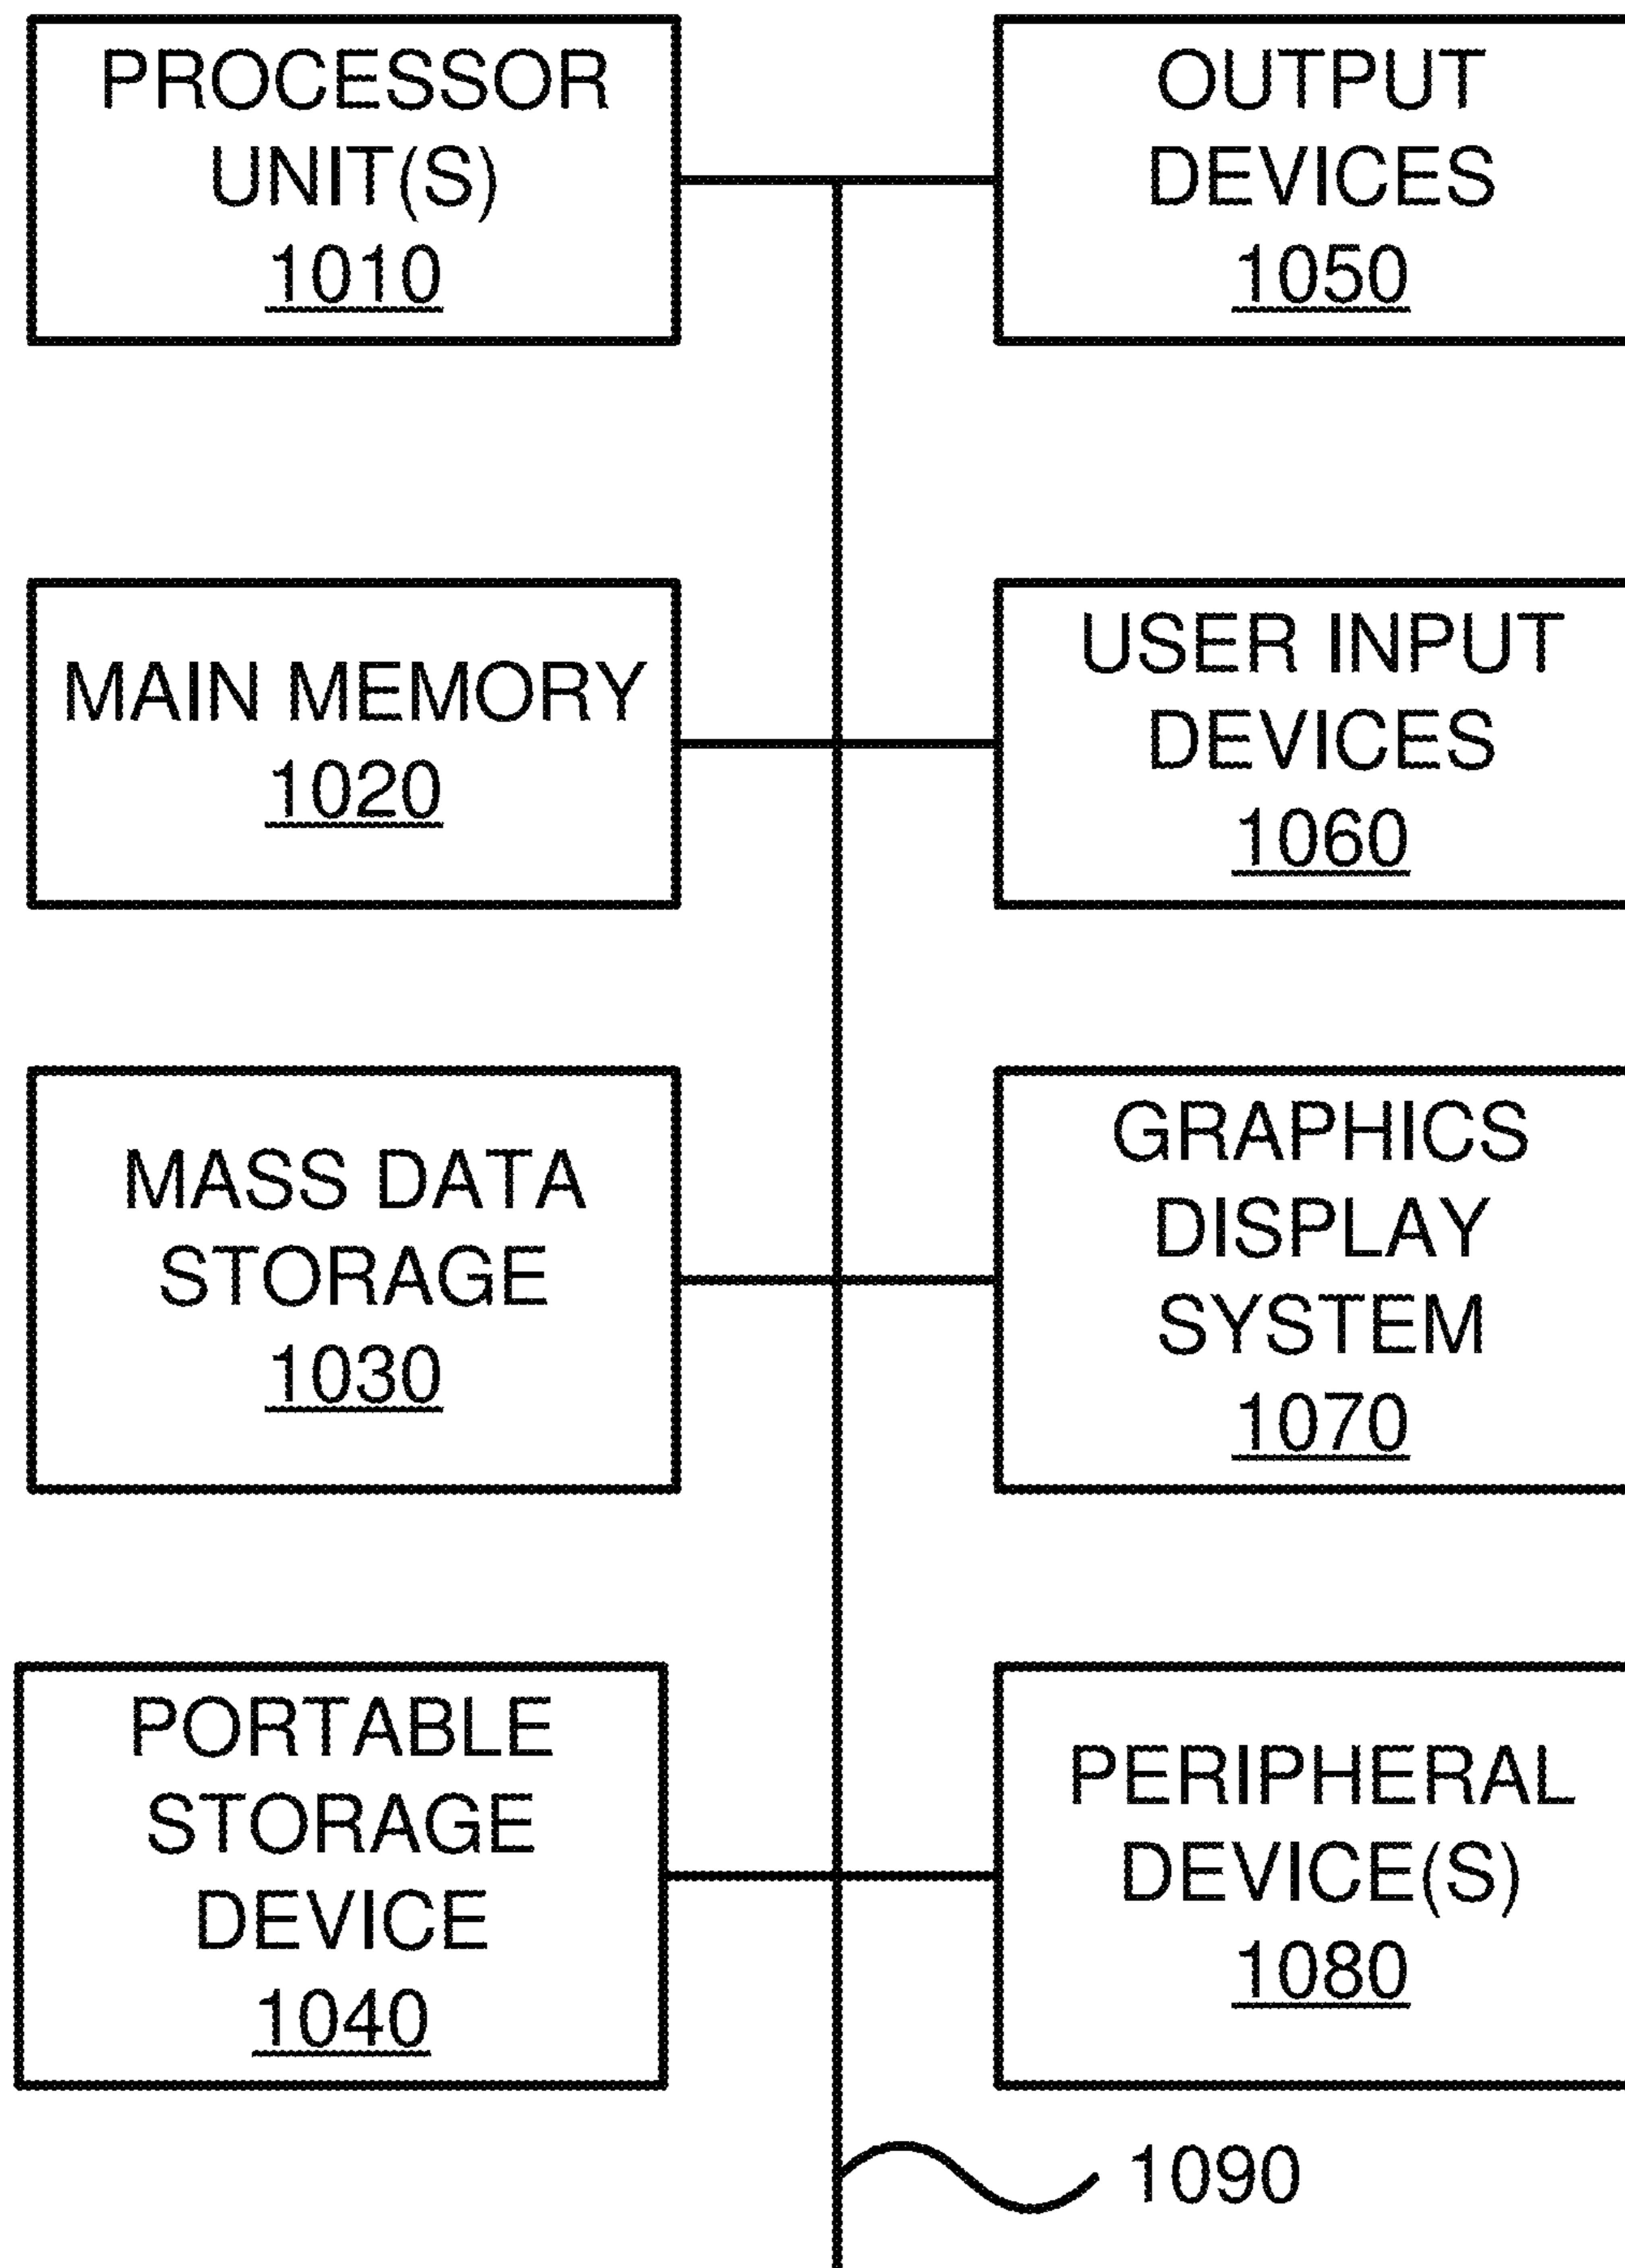 PROCESSOR
UNIT(S)
1010
OUTPUT
DEVICES
1050
MAIN MEMORY
1020
USER INPUT
DEVICES
1060
MASS DATA
STORAGE
1030
GRAPHICS
DISPLAY
SYSTEM
1070
PORTABLE
STORAGE
DEVICE
1040
PERIPHERAL
DEVICE(S)
1080
1090